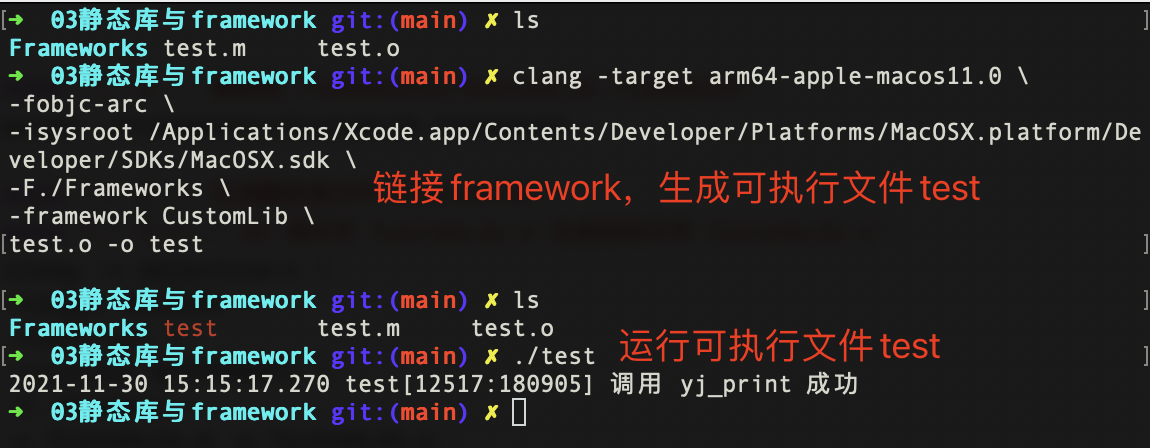 [➜  03静态库与framework git:(main) ✗ ls ]
Frameworks test.m     test.o
➜  03静态库与framework git:(main) ✗ clang -target arm64-apple-macos11.0 \
-fobjc-arc \
-isysroot /Applications/Xcode.app/Contents/Developer/Platforms/MacOSX.platform/De
veloper/SDKs/MacOSX.sdk \
-F./Frameworks \
链接framework，生成可执行文件test
-framework CustomLib \
[test.o -o test ]
[➜  03静态库与framework git:(main) ✗ ls ]
Frameworks test       test.m     test.o
[➜  03静态库与framework git:(main) ✗ ./test ]
运行可执行文件test
2021-11-30 15:15:17.270 test[12517:180905] 调用 yj_print 成功
➜  03静态库与framework git:(main) ✗